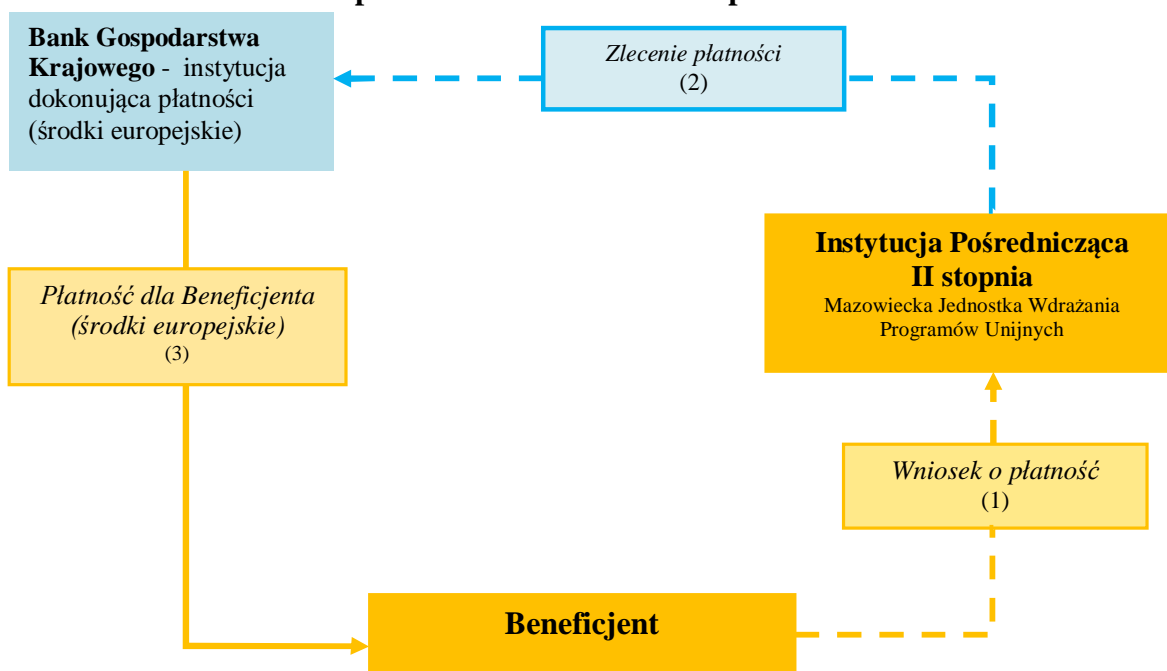 Bank Gospodarstwa
Krajowego - instytucja
dokonująca płatności
(środki europejskie)
Zlecenie płatności
(2)
Instytucja Pośrednicząca
II stopnia
Mazowiecka Jednostka Wdrażania
Programów Unijnych
Płatność dla Beneficjenta
(środki europejskie)
(3)
Wniosek o płatność
(1)
Beneficjent